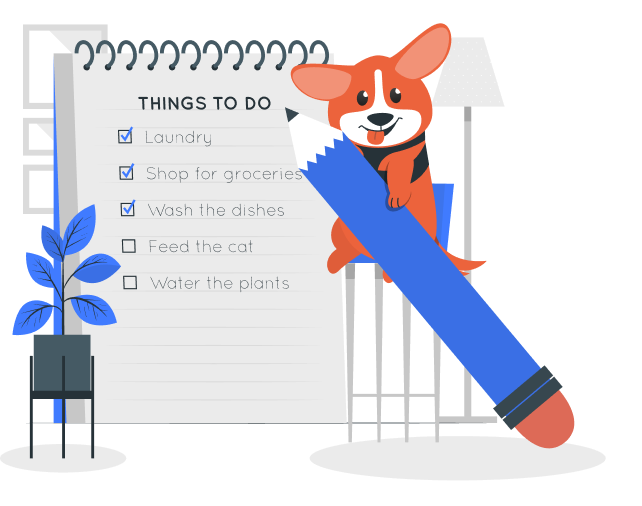 THINGS TO DO
Laundry
Shop for groceries
Wash the dishes
Feed the cat
Water the plants